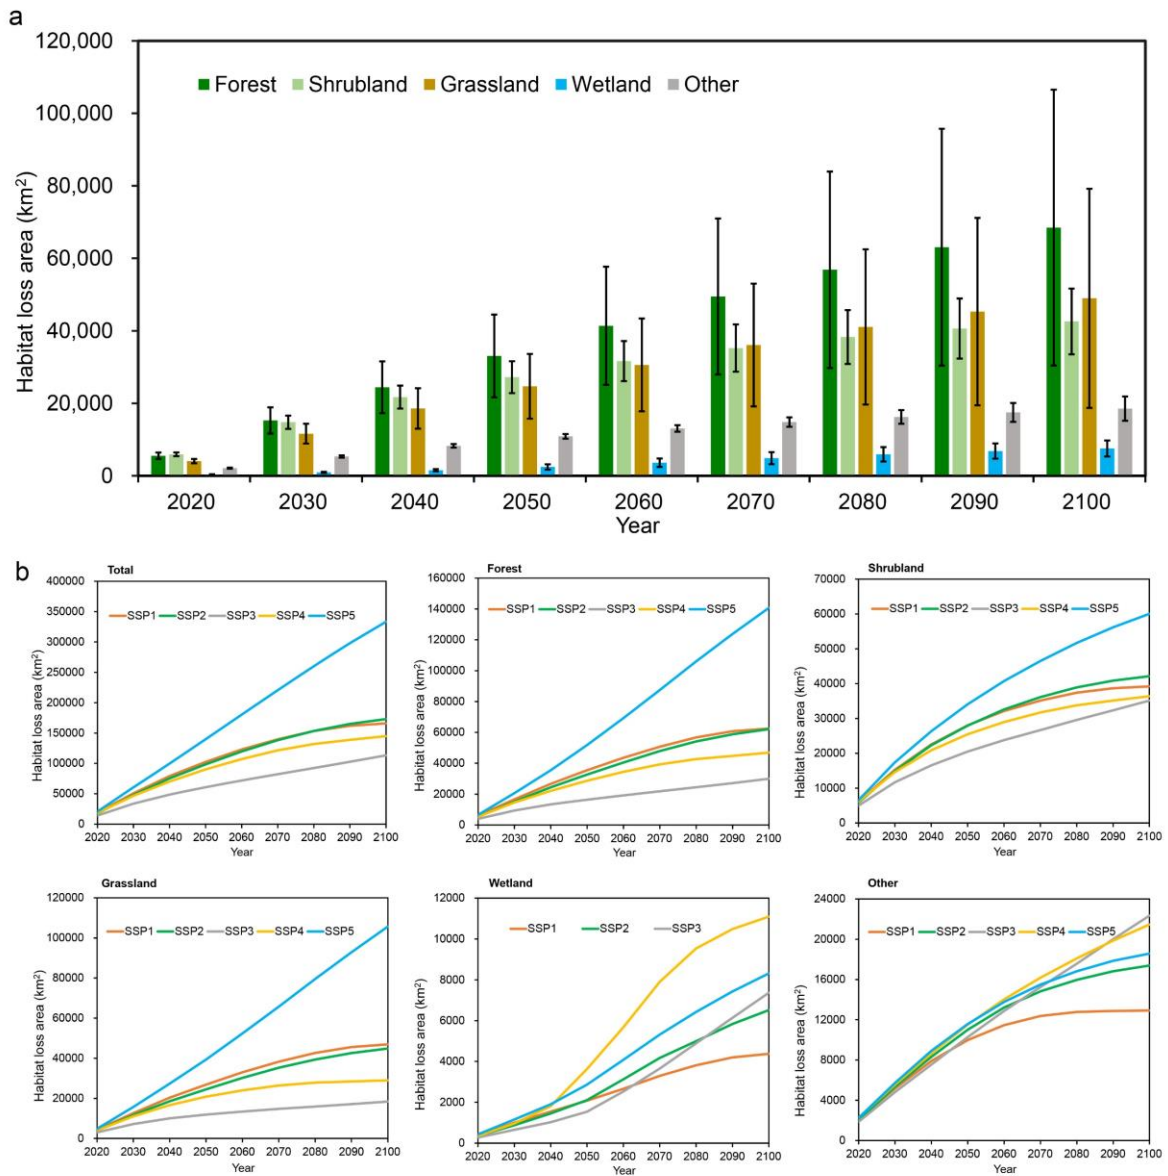 a
120,000
100,000
80,000
60,000
40,000
20,000
0
Habitat loss area (km²)
Forest Shrubland Grassland Wetland Other
2020 2030 2040 2050 2060 2070 2080 2090 2100
Year
b
Total
400000
350000
300000
250000
200000
150000
100000
50000
0
Habitat loss area (km²)
SSP1 SSP2 SSP3 SSP4 SSP5
2020 2030 2040 2050 2060 2070 2080 2090 2100
Year
Forest
160000
140000
120000
100000
80000
60000
40000
20000
0
Habitat loss area (km²)
SSP1 SSP2 SSP3 SSP4 SSP5
2020 2030 2040 2050 2060 2070 2080 2090 2100
Year
Shrubland
70000
60000
50000
40000
30000
20000
10000
0
Habitat loss area (km²)
SSP1 SSP2 SSP3 SSP4 SSP5
2020 2030 2040 2050 2060 2070 2080 2090 2100
Year
Grassland
120000
100000
80000
60000
40000
20000
0
Habitat loss area (km²)
SSP1 SSP2 SSP3 SSP4 SSP5
2020 2030 2040 2050 2060 2070 2080 2090 2100
Year
Wetland
12000
10000
8000
6000
4000
2000
0
Habitat loss area (km²)
SSP1 SSP2 SSP3
2020 2030 2040 2050 2060 2070 2080 2090 2100
Year
Other
24000
20000
16000
12000
8000
4000
0
Habitat loss area (km²)
SSP1 SSP2 SSP3 SSP4 SSP5
2020 2030 2040 2050 2060 2070 2080 2090 2100
Year